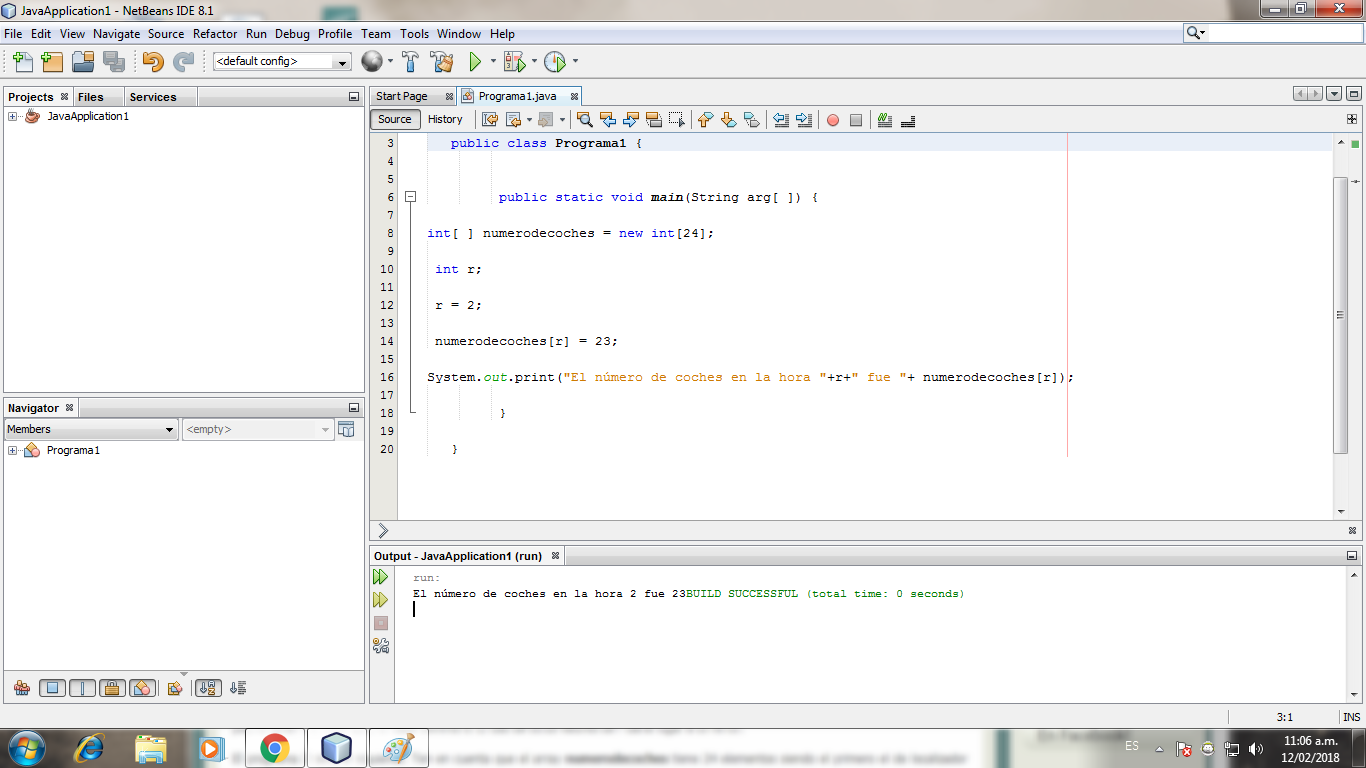 JavaApplication1 - NetBeans IDE 8.1
File Edit View Navigate Source Refactor Run Debug Profile Team Tools Window Help
<default config>
Projects Files Services
JavaApplication1
Start Page Programa1.java
Source History
3 public class Programa1 {
4
5
6 public static void main(String arg[ ]) {
7
8 int[ ] numerodecoches = new int[24];
9
10 int r;
11
12 r = 2;
13
14 numerodecoches[r] = 23;
15
16 System.out.print("El número de coches en la hora "+r+" fue "+ numerodecoches[r]);
17
18 }
19
20 }
Navigator
Members <empty>
Programa1
Output - JavaApplication1 (run)
run:
El número de coches en la hora 2 fue 23BUILD SUCCESSFUL (total time: 0 seconds)
3:1 INS
ES
11:06 a.m.
12/02/2018